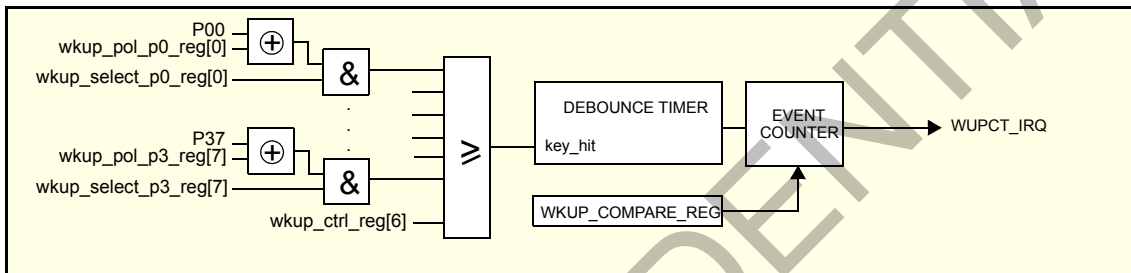 P00
wkup_pol_p0_reg[0]
wkup_select_p0_reg[0]
&
P37
wkup_pol_p3_reg[7]
wkup_select_p3_reg[7]
&
wkup_ctrl_reg[6]
≥
DEBOUNCE TIMER
key_hit
EVENT
COUNTER
WUPCT_IRQ
WKUP_COMPARE_REG
DENTIA